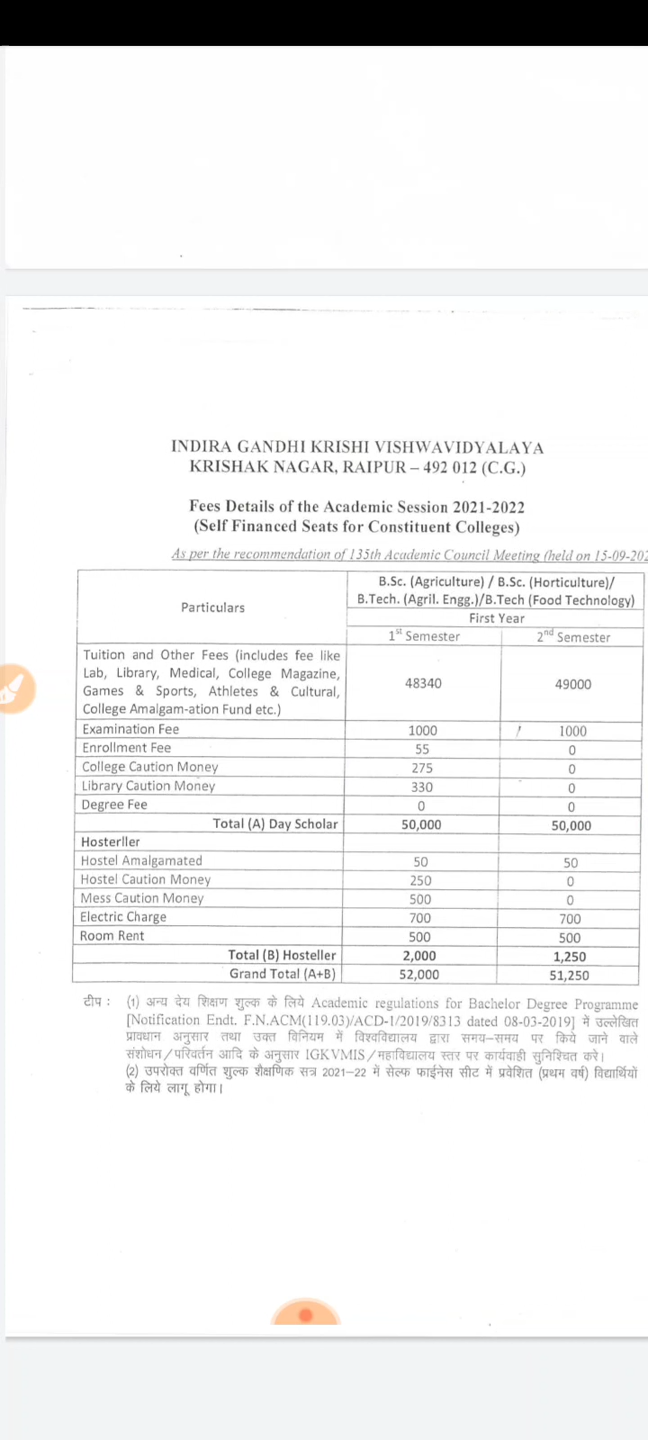 INDIRA GANDHI KRISHI VISHWAVIDYALAYA
KRISHAK NAGAR, RAIPUR – 492 012 (C.G.)
Fees Details of the Academic Session 2021-2022
(Self Financed Seats for Constituent Colleges)
As per the recommendation of 135th Academic Council Meeting (held on 15-09-202
Particulars
B.Sc. (Agriculture) / B.Sc. (Horticulture)/
B.Tech. (Agril. Engg.)/B.Tech (Food Technology)
First Year
1st Semester 2nd Semester
Tuition and Other Fees (includes fee like
Lab, Library, Medical, College Magazine,
Games & Sports, Athletes & Cultural,
College Amalgam-ation Fund etc.)
48340 49000
Examination Fee 1000 1000
Enrollment Fee 55 0
College Caution Money 275 0
Library Caution Money 330 0
Degree Fee 0 0
Total (A) Day Scholar 50,000 50,000
Hosterller
Hostel Amalgamated 50 50
Hostel Caution Money 250 0
Mess Caution Money 500 0
Electric Charge 700 700
Room Rent 500 500
Total (B) Hosteller 2,000 1,250
Grand Total (A+B) 52,000 51,250
टीप : (1) अन्य देय शिक्षण शुल्क के लिये Academic regulations for Bachelor Degree Programme
[Notification Endt. F.N.ACM(119.03)/ACD-1/2019/8313 dated 08-03-2019] में उल्लेखित
प्रावधान अनुसार तथा उक्त विनियम में विश्वविद्यालय द्वारा समय–समय पर किये जाने वाले
संशोधन/परिवर्तन आदि के अनुसार IGKVMIS/महाविद्यालय स्तर पर कार्यवाही सुनिश्चित करे।
(2) उपरोक्त वर्णित शुल्क शैक्षणिक सत्र 2021–22 में सेल्फ फाईनेंस सीट में प्रवेशित (प्रथम वर्ष) विद्यार्थियों
के लिये लागू होगा।